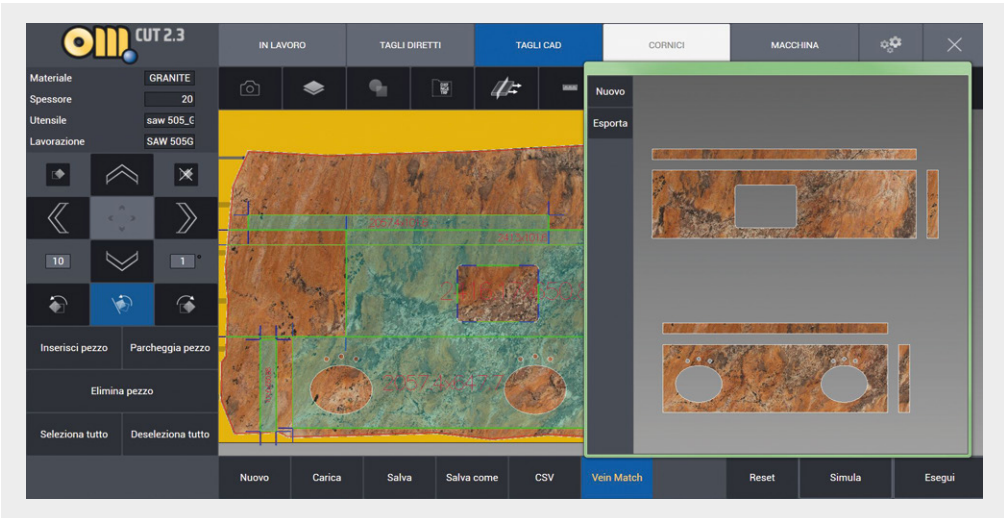 om CUT 2.3
IN LAVORO
TAGLI DIRETTI
TAGLI CAD
CORNICI
MACCHINA
Materiale GRANITE
Spessore 20
Utensile saw 505_G
Lavorazione SAW 505G
10
1°
Inserisci pezzo
Parcheggia pezzo
Elimina pezzo
Seleziona tutto
Deseleziona tutto
Nuovo
Esporta
Nuovo
Carica
Salva
Salva come
CSV
Vein Match
Reset
Simula
Esegui